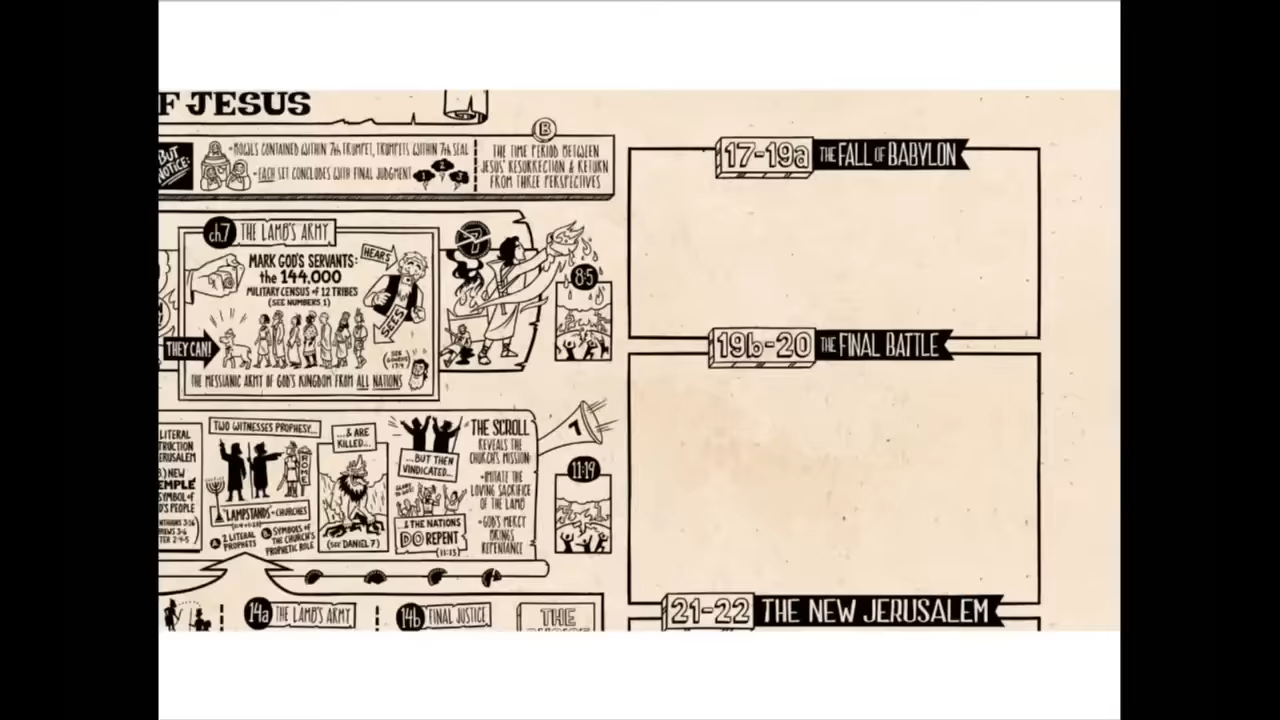 F JESUS
BUT
NOTICE:
•BOWLS CONTAINED WITHIN 7th TRUMPET, TRUMPETS WITHIN 7th SEAL
•EACH SET CONCLUDES WITH FINAL JUDGMENT
1 2 3
B
THE TIME PERIOD BETWEEN
JESUS' RESURRECTION & RETURN
FROM THREE PERSPECTIVES
ch.7 THE LAMB'S ARMY
MARK GOD'S SERVANTS:
the 144,000
MILITARY CENSUS OF 12 TRIBES
(SEE NUMBERS 1)
HEARS
SEES
THEY CAN!
THE MESSIANIC ARMY OF GOD'S KINGDOM FROM ALL NATIONS
7
8:5
LITERAL
TRUCTION
ERUSALEM
) NEW
EMPLE
SYMBOL of
D'S PEOPLE
TWO WITNESSES PROPHESY...
ROME
LAMPSTANDS = CHURCHES
2 LITERAL
PROPHETS
SYMBOLS OF
THE CHURCH'S
PROPHETIC ROLE
...& ARE
KILLED...
(SEE DANIEL 7)
...BUT THEN
VINDICATED...
& THE NATIONS
DO REPENT
(11:13)
THE SCROLL
REVEALS THE
CHURCH'S MISSION:
•IMITATE THE
LOVING SACRIFICE
OF THE LAMB
•GOD'S MERCY
BRINGS
REPENTANCE
7
11:19
14a THE LAMB'S ARMY
14b FINAL JUSTICE
THE
17-19a THE FALL OF BABYLON
19b-20 THE FINAL BATTLE
21-22 THE NEW JERUSALEM